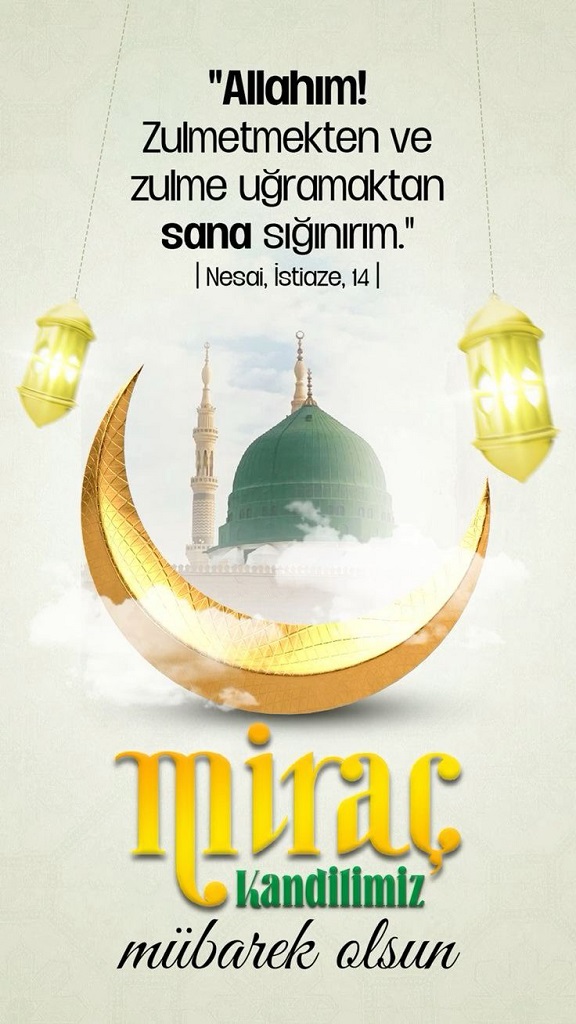 "Allahım!
Zulmetmekten ve
zulme uğramaktan
sana sığınırım."
| Nesai, İstiaze, 14 |
miraç
Kandilimiz
mübarek olsun